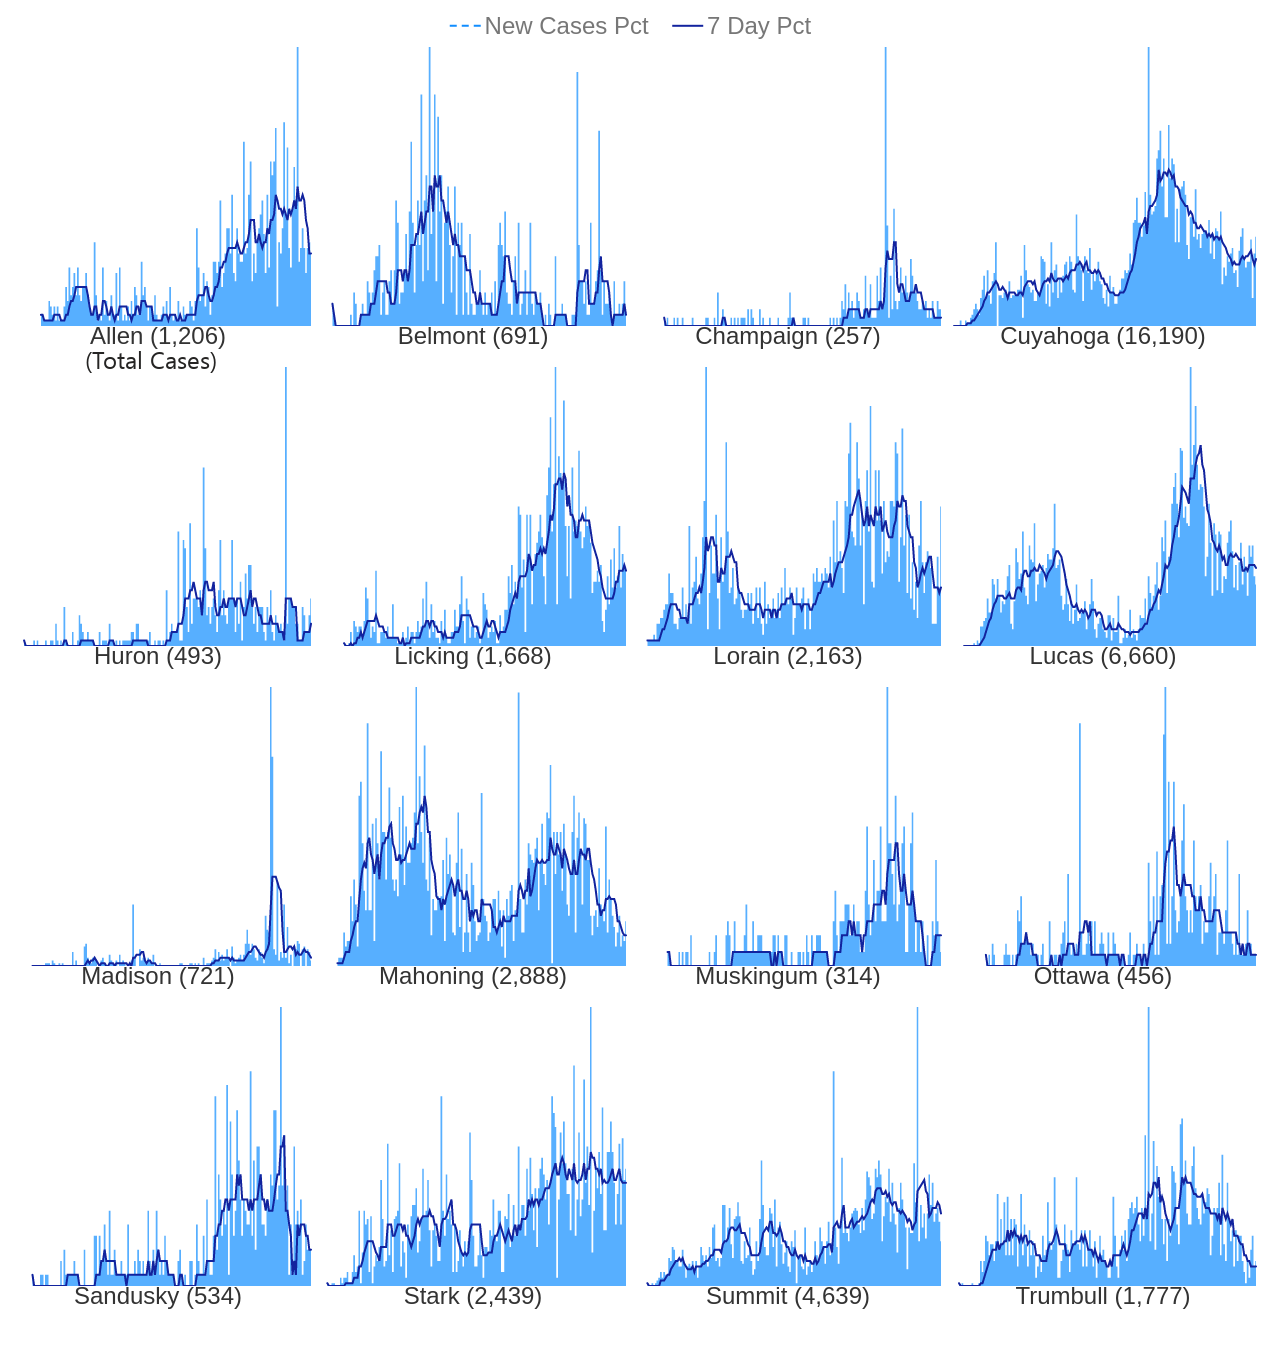 New Cases Pct 7 Day Pct
Allen (1,206) Belmont (691) Champaign (257) Cuyahoga (16,190)
(Total Cases)
Huron (493) Licking (1,668) Lorain (2,163) Lucas (6,660)
Madison (721) Mahoning (2,888) Muskingum (314) Ottawa (456)
Sandusky (534) Stark (2,439) Summit (4,639) Trumbull (1,777)